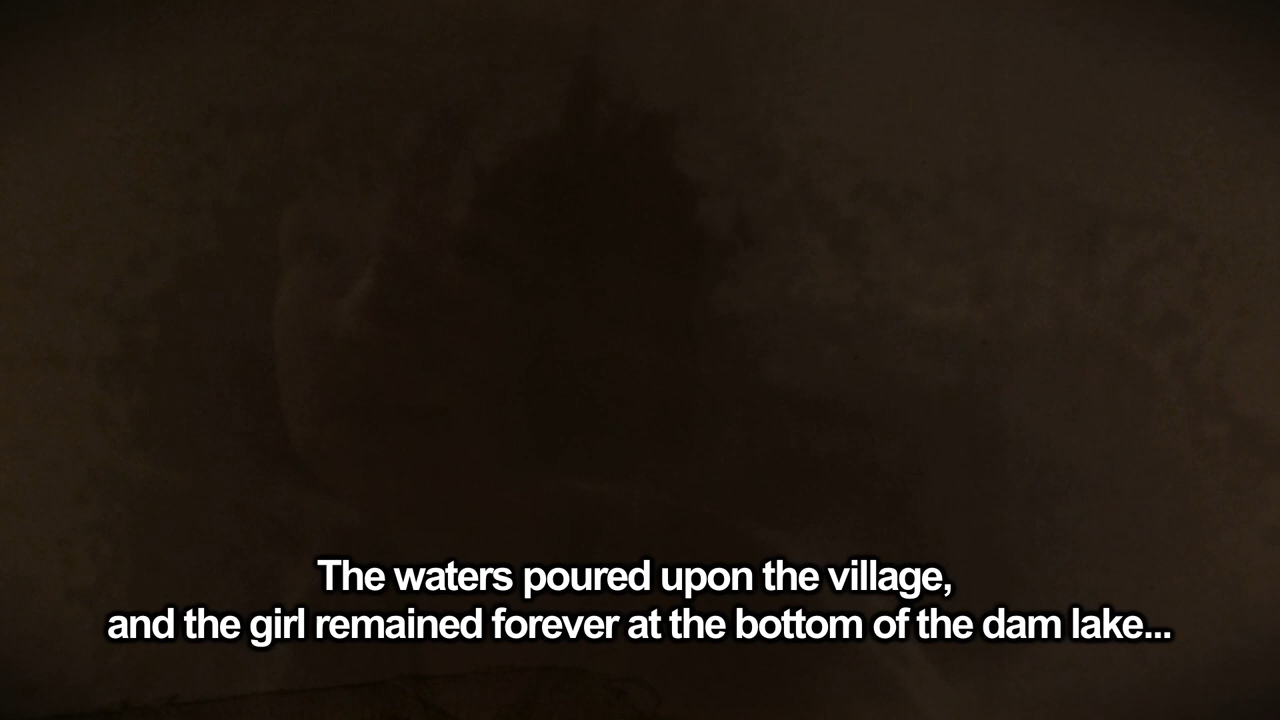 The waters poured upon the village,
and the girl remained forever at the bottom of the dam lake...